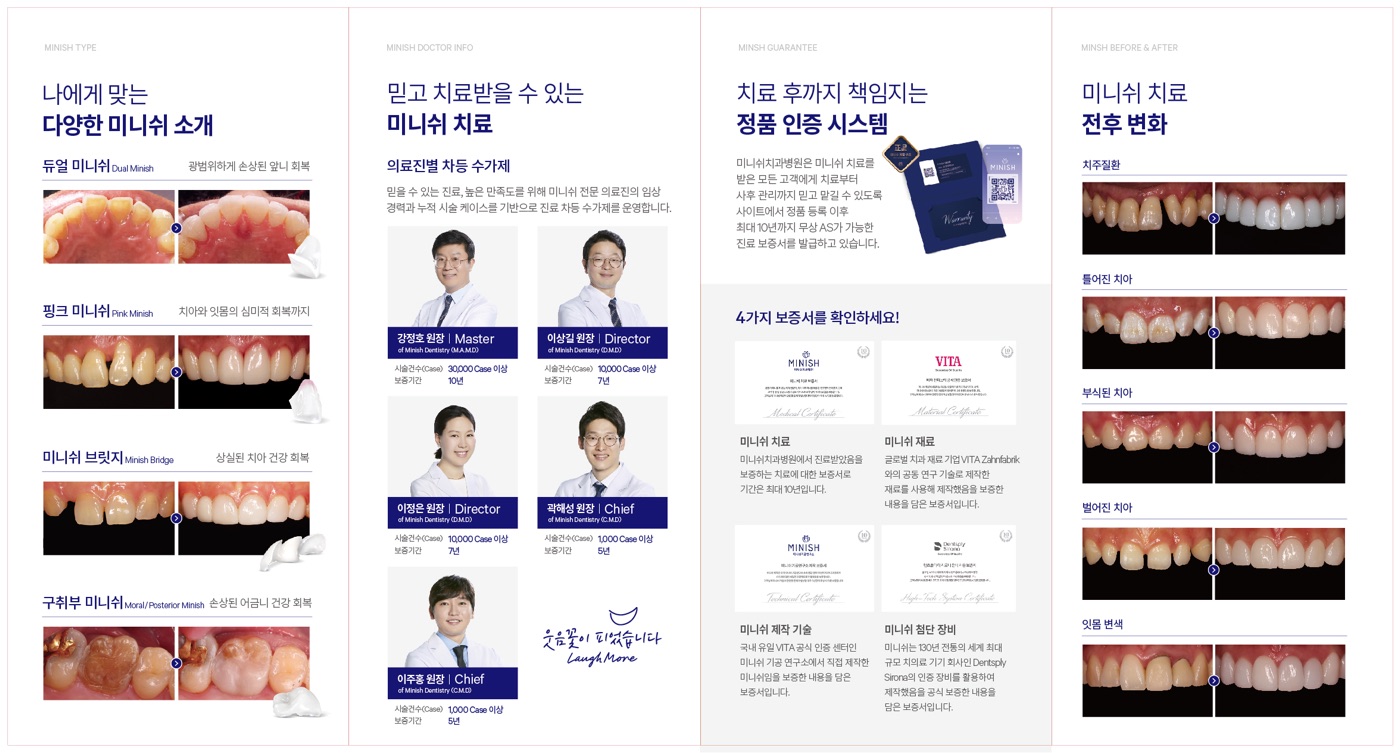 MINISH TYPE
나에게 맞는
다양한 미니쉬 소개
듀얼 미니쉬 Dual Minish
광범위하게 손상된 앞니 회복
핑크 미니쉬 Pink Minish
치아와 잇몸의 심미적 회복까지
미니쉬 브릿지 Minish Bridge
상실된 치아 건강 회복
구취부 미니쉬 Moral/Posterior Minish
손상된 어금니 건강 회복
MINISH DOCTOR INFO
믿고 치료받을 수 있는
미니쉬 치료
의료진별 차등 수가제
믿을 수 있는 진료, 높은 만족도를 위해 미니쉬 전문 의료진의 임상
경력과 누적 시술 케이스를 기반으로 진료 차등 수가제를 운영합니다.
강정호 원장 | Master
of Minish Dentistry (M.A.M.D)
시술건수(Case) 30,000 Case 이상
보증기간 10년
이상길 원장 | Director
of Minish Dentistry (D.M.D)
시술건수(Case) 10,000 Case 이상
보증기간 7년
이정은 원장 | Director
of Minish Dentistry (D.M.D)
시술건수(Case) 10,000 Case 이상
보증기간 7년
곽해성 원장 | Chief
of Minish Dentistry (C.M.D)
시술건수(Case) 1,000 Case 이상
보증기간 5년
이주홍 원장 | Chief
of Minish Dentistry (C.M.D)
시술건수(Case) 1,000 Case 이상
보증기간 5년
웃음꽃이 피었습니다
Laugh More
MINSH GUARANTEE
치료 후까지 책임지는
정품 인증 시스템
미니쉬치과병원은 미니쉬 치료를
받은 모든 고객에게 치료부터
사후 관리까지 믿고 맡길 수 있도록
사이트에서 정품 등록 이후
최대 10년까지 무상 AS가 가능한
진료 보증서를 발급하고 있습니다.
正品
MINISH
Warranty
4가지 보증서를 확인하세요!
MINISH
Medical Certificate
미니쉬 치료
미니쉬치과병원에서 진료받았음을
보증하는 치료에 대한 보증서로
기간은 최대 10년입니다.
VITA
Material Certificate
미니쉬 재료
글로벌 치과 재료 기업 VITA Zahnfabrik
와의 공동 연구 기술로 제작한
재료를 사용해 제작했음을 보증한
내용을 담은 보증서입니다.
MINISH
Technical Certificate
미니쉬 제작 기술
국내 유일 VITA 공식 인증 센터인
미니쉬 기공 연구소에서 직접 제작한
미니쉬임을 보증한 내용을 담은
보증서입니다.
Dentsply
Sirona
High-Tech System Certificate
미니쉬 첨단 장비
미니쉬는 130년 전통의 세계 최대
규모 치의료 기기 회사인 Dentsply
Sirona의 인증 장비를 활용하여
제작했음을 공식 보증한 내용을
담은 보증서입니다.
MINSH BEFORE & AFTER
미니쉬 치료
전후 변화
치주질환
틀어진 치아
부식된 치아
벌어진 치아
잇몸 변색